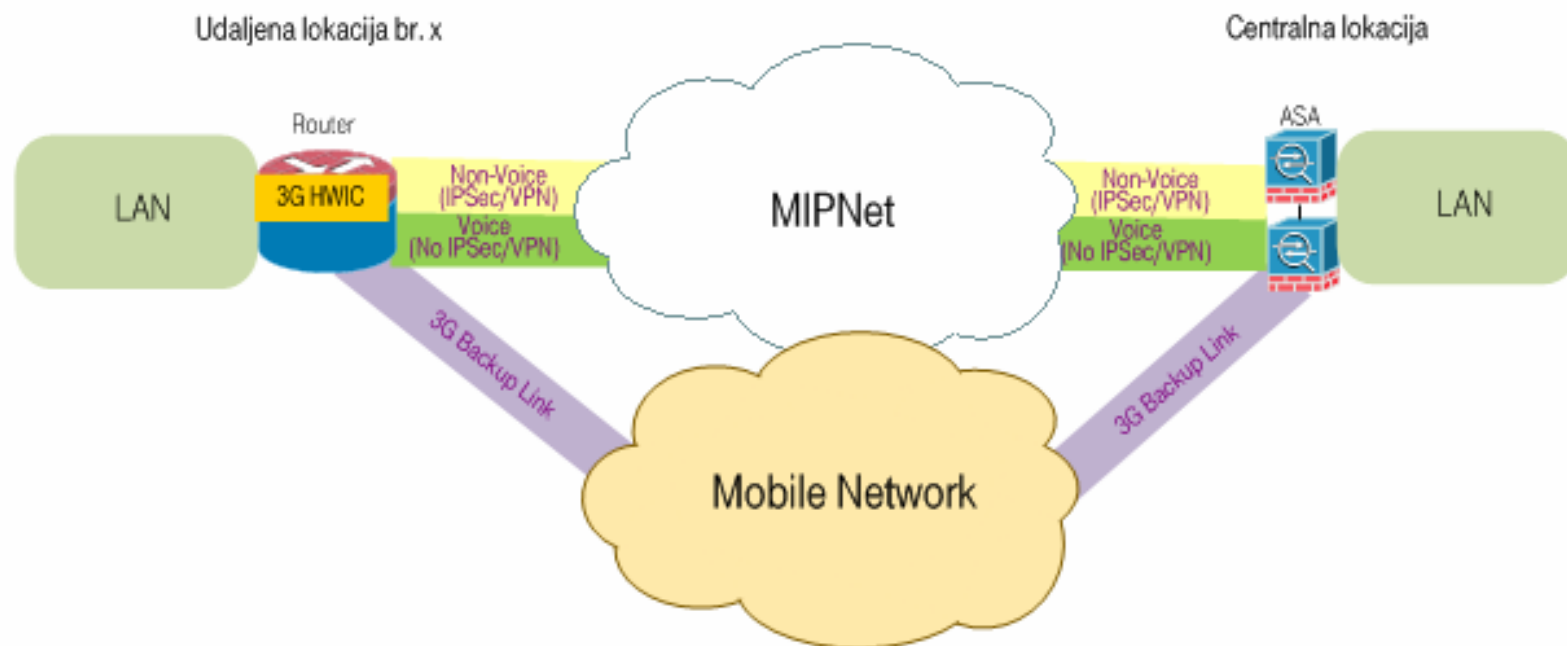 Udaljena lokacija br. x
Centralna lokacija
Router
ASA
LAN
3G HWIC
Non-Voice
(IPSec/VPN)
Voice
(No IPSec/VPN)
MIPNet
Non-Voice
(IPSec/VPN)
Voice
(No IPSec/VPN)
LAN
3G Backup Link
3G Backup Link
Mobile Network